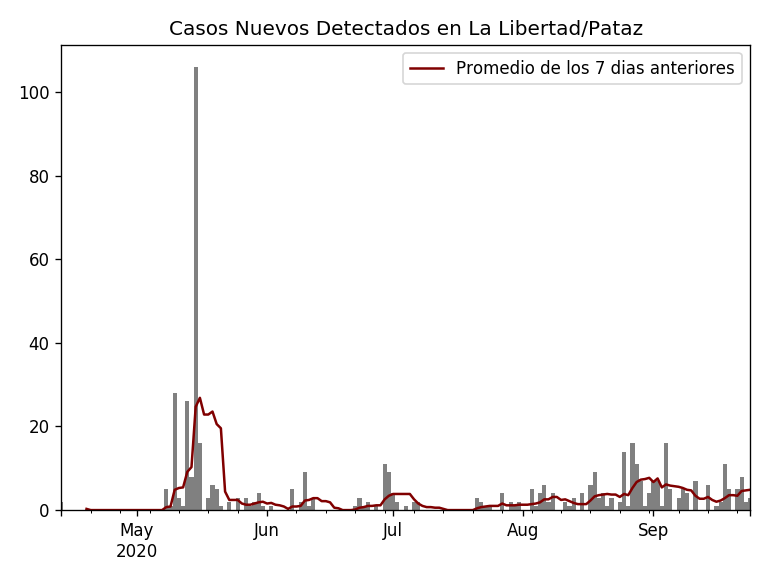 Casos Nuevos Detectados en La Libertad/Pataz
Promedio de los 7 dias anteriores
100
80
60
40
20
0
May Jun Jul Aug Sep
2020